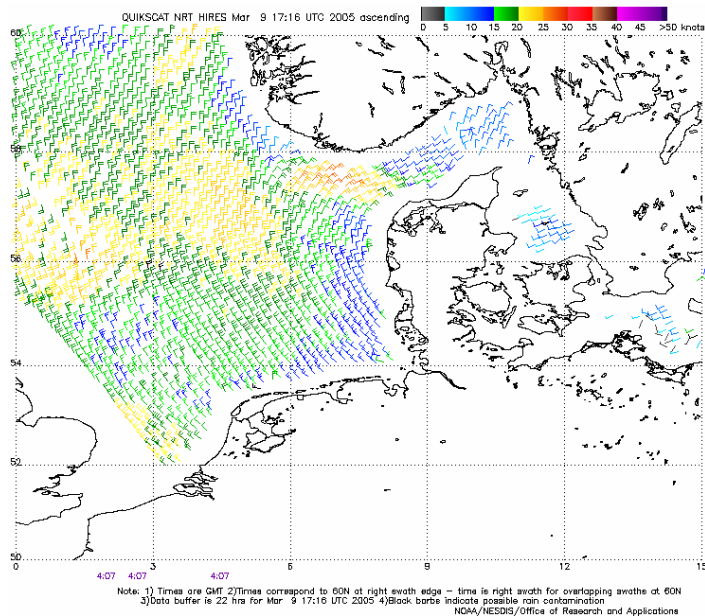 QUIKSCAT NRT HIRES Mar 9 17:16 UTC 2005 ascending
0 5 10 15 20 25 30 35 40 45 >50 knots
60
58
56
54
52
50
0 3 6 9 12 15
4:07 4:07 4:07
Note: 1) Times are GMT 2)Times correspond to 60N at right swath edge – time is right swath for overlapping swaths at 60N
3)Data buffer is 22 hrs for Mar 9 17:16 UTC 2005 4)Black barbs indicate possible rain contamination
NOAA/NESDIS/Office of Research and Applications